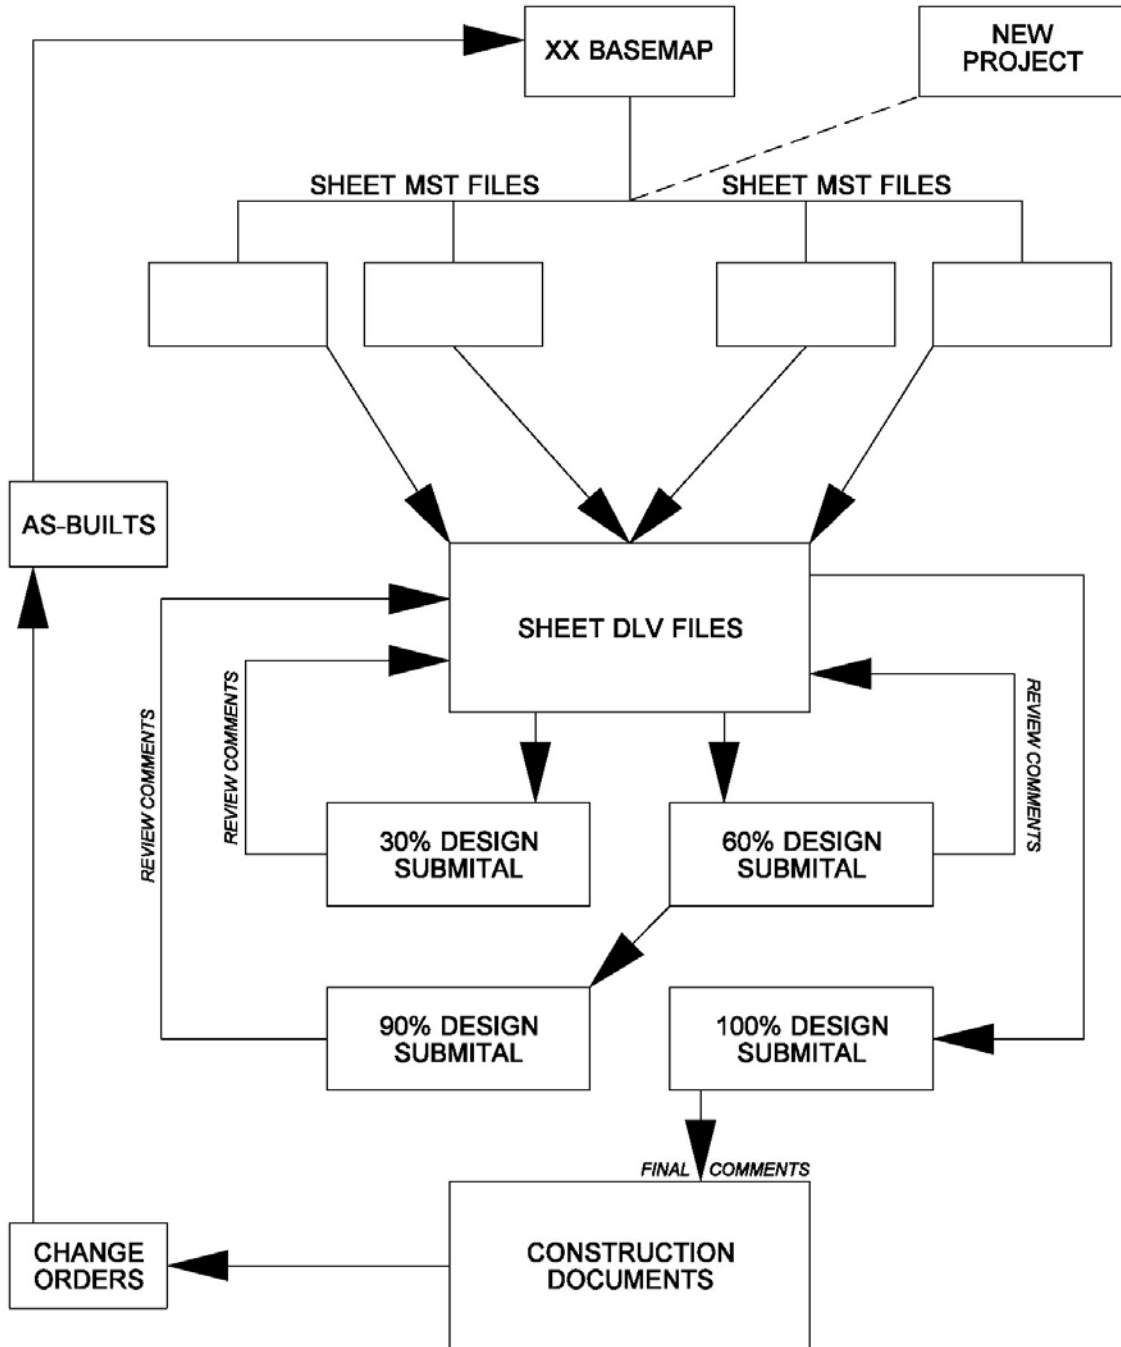 XX BASEMAP
NEW
PROJECT
SHEET MST FILES
SHEET MST FILES
AS-BUILTS
SHEET DLV FILES
REVIEW COMMENTS
REVIEW COMMENTS
REVIEW COMMENTS
30% DESIGN
SUBMITAL
60% DESIGN
SUBMITAL
90% DESIGN
SUBMITAL
100% DESIGN
SUBMITAL
FINAL COMMENTS
CHANGE
ORDERS
CONSTRUCTION
DOCUMENTS